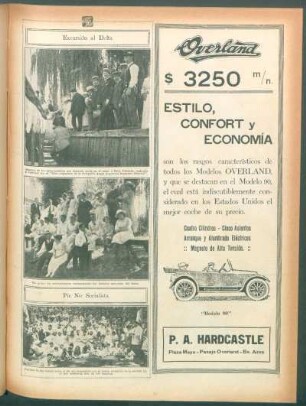 Excursión al Delta
Pic Nic Socialista
Overland
$ 3250 m/n.
ESTILO,
CONFORT y
ECONOMÍA
son los rasgos característicos de
todos los Modelos OVERLAND,
y que se destacan en el Modelo 90,
el cual está indiscutiblemente con-
siderado en los Estados Unidos el
mejor coche de su precio.
Cuatro Cilindros - Cinco Asientos
Arranque y Alumbrado Eléctricos
:: Magneto de Alta Tensión. ::
"Modelo 90"
P. A. HARDCASTLE
Plaza Mayo - Pasaje Overland - Bs. Aires